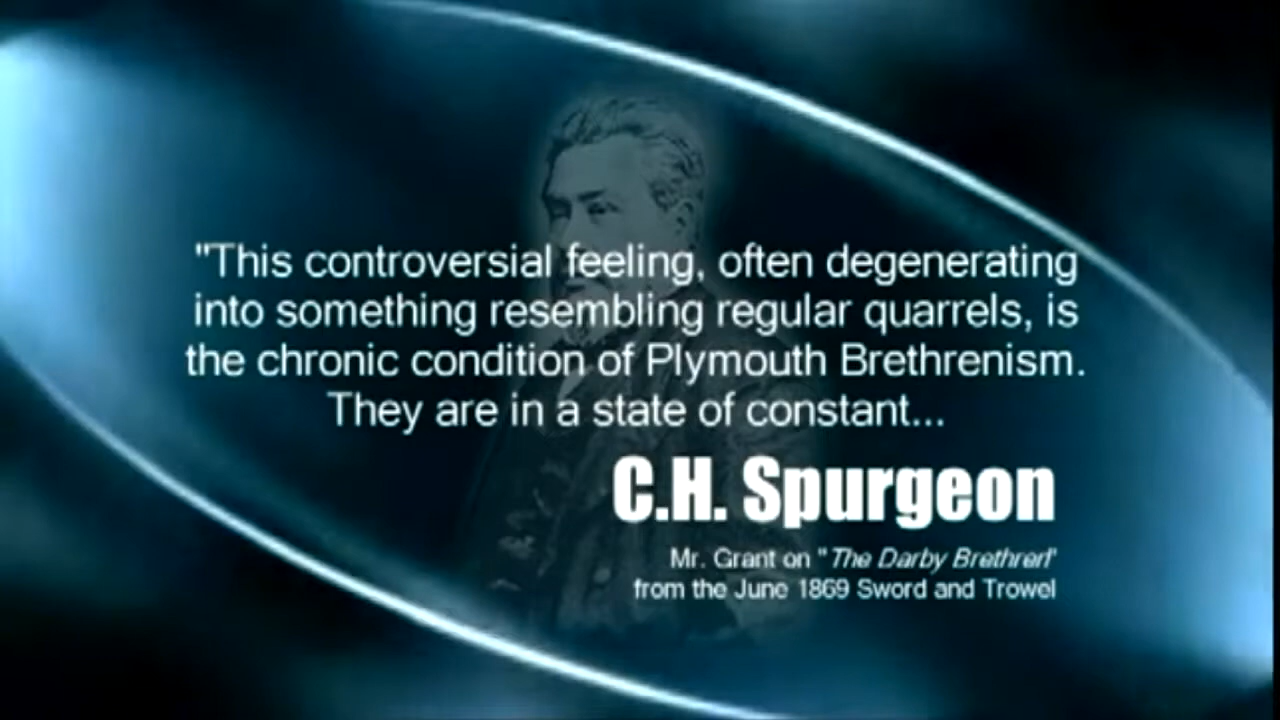 "This controversial feeling, often degenerating
into something resembling regular quarrels, is
the chronic condition of Plymouth Brethrenism.
They are in a state of constant...
C.H. Spurgeon
Mr. Grant on "The Darby Brethren"
from the June 1869 Sword and Trowel